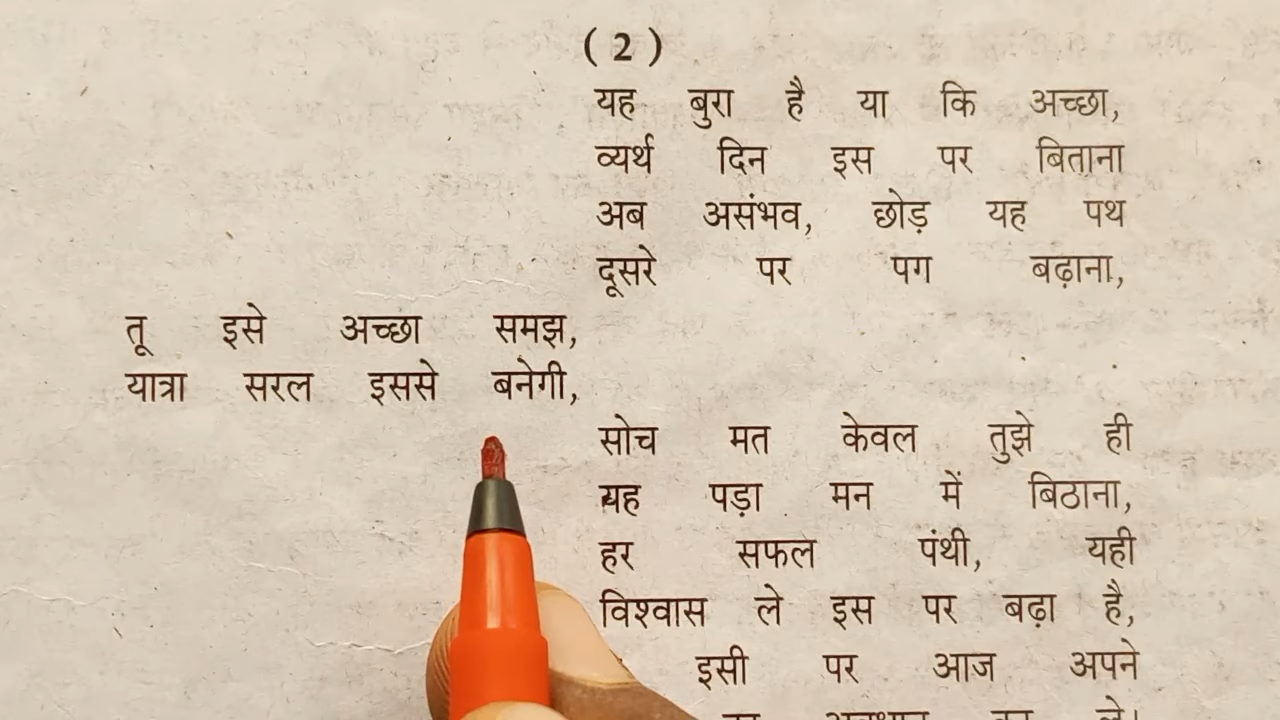 (2)
यह बुरा है या कि अच्छा,
व्यर्थ दिन इस पर बिताना
अब असंभव, छोड़ यह पथ
दूसरे पर पग बढ़ाना,
तू इसे अच्छा समझ,
यात्रा सरल इससे बनेगी,
सोच मत केवल तुझे ही
यह पड़ा मन में बिठाना,
हर सफल पंथी, यही
विश्वास ले इस पर बढ़ा है,
इसी पर आज अपने